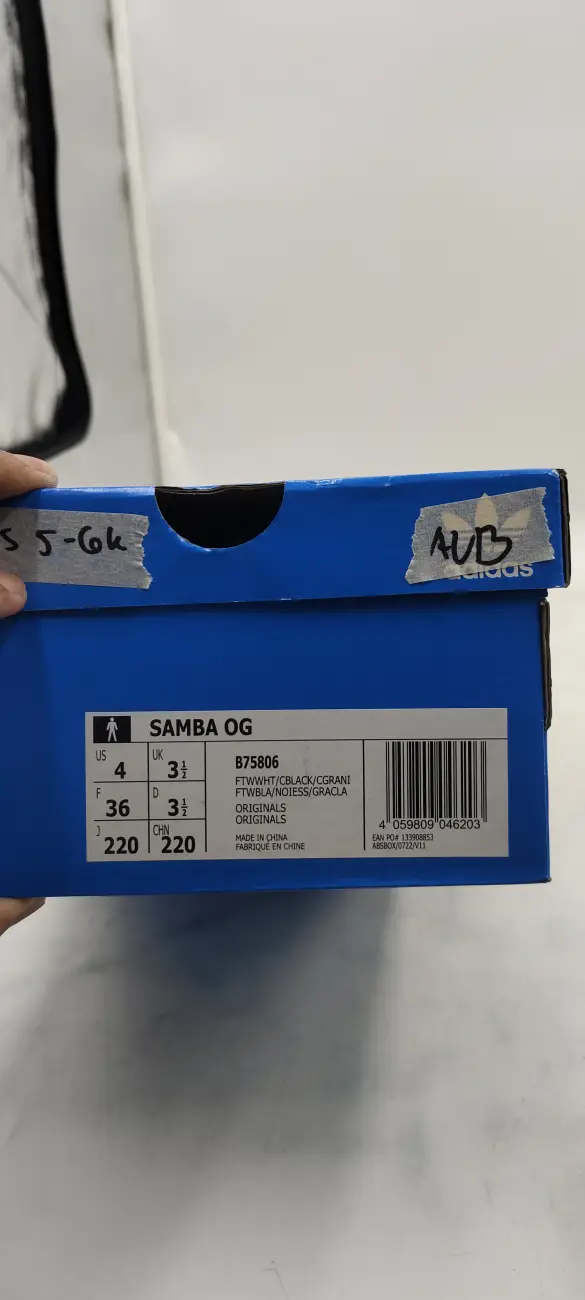 S 5-6k
AUB
adidas
SAMBA OG
US 4
UK 3½
F 36
D 3½
J 220
CHN 220
B75806
FTWWHT/CBLACK/CGRANI
FTWBLA/NOIESS/GRACLA
ORIGINALS
ORIGINALS
MADE IN CHINA
FABRIQUÉ EN CHINE
4 059809 046203
EAN PO# 133908853
ABSBOX/0722/V11